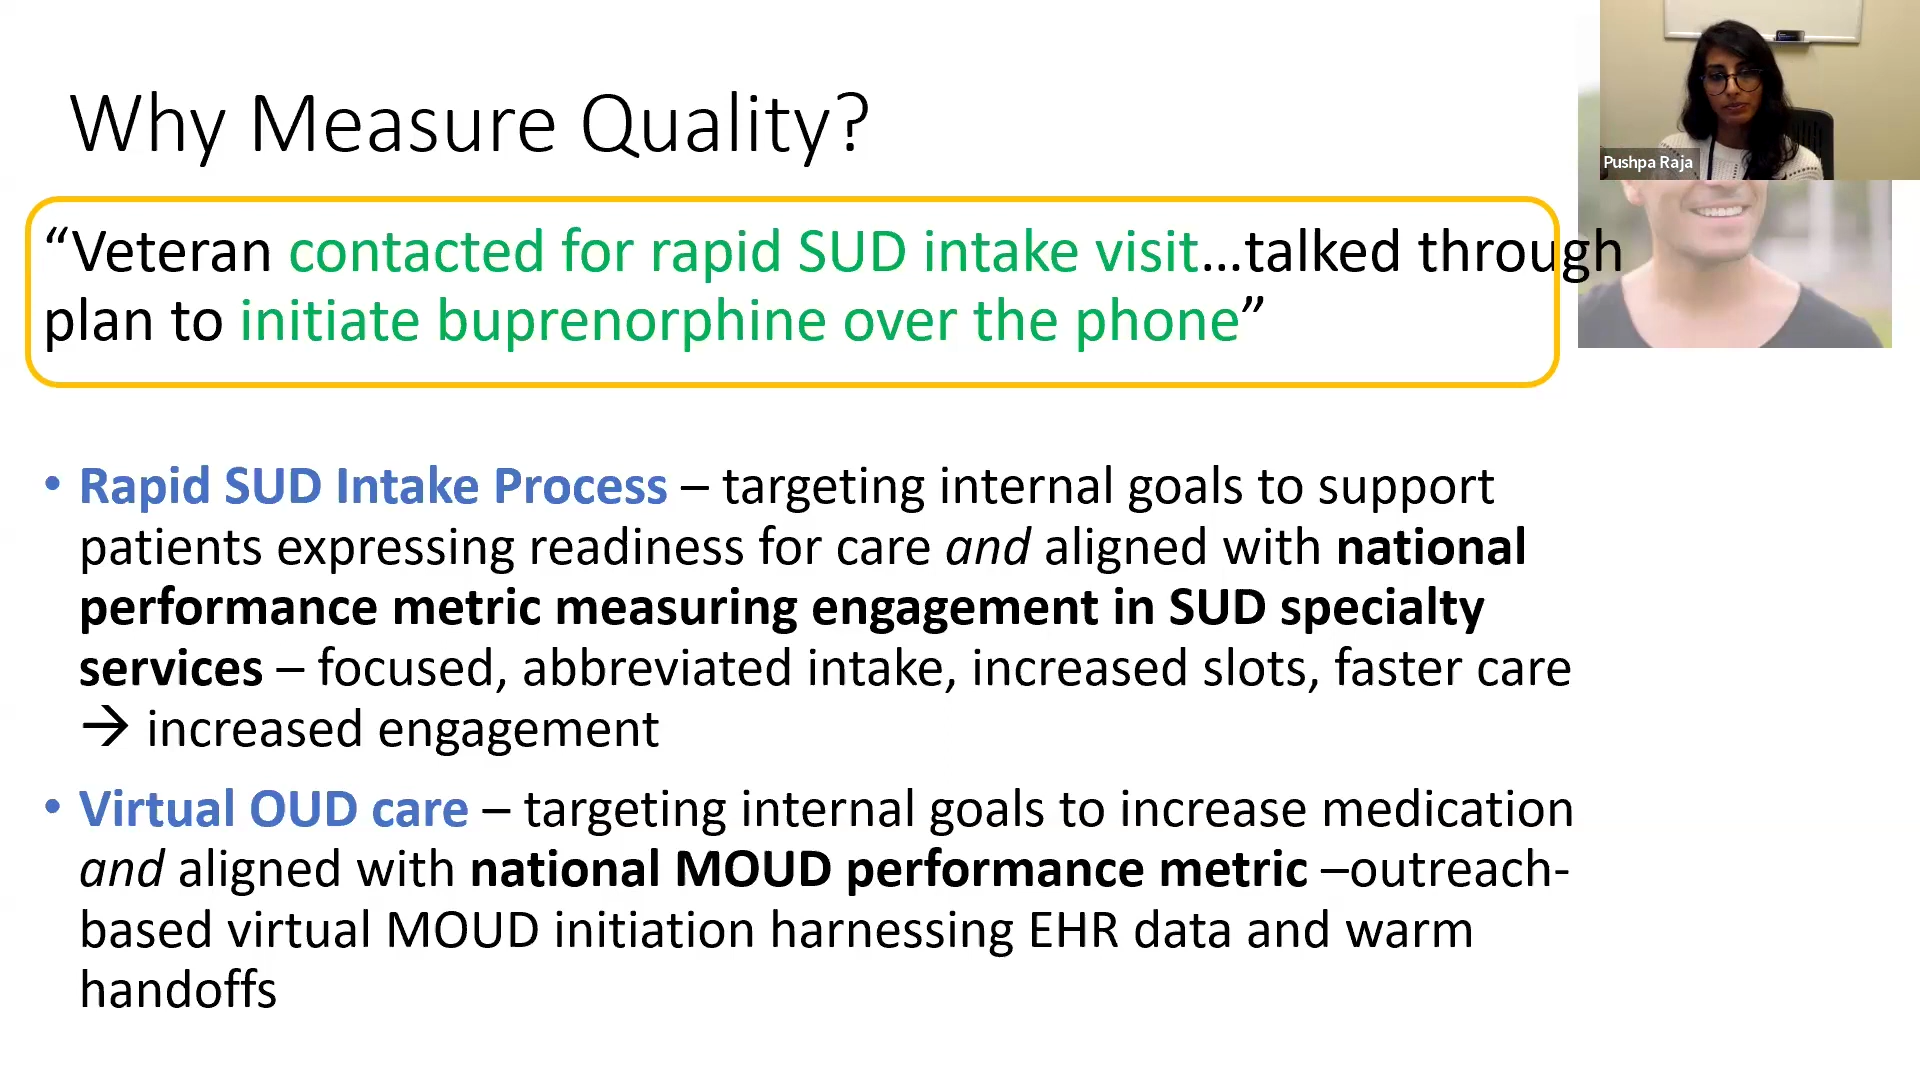 Why Measure Quality?
Pushpa Raja
“Veteran contacted for rapid SUD intake visit...talked through
plan to initiate buprenorphine over the phone”
• Rapid SUD Intake Process – targeting internal goals to support
patients expressing readiness for care and aligned with national
performance metric measuring engagement in SUD specialty
services – focused, abbreviated intake, increased slots, faster care
→ increased engagement
• Virtual OUD care – targeting internal goals to increase medication
and aligned with national MOUD performance metric –outreach-
based virtual MOUD initiation harnessing EHR data and warm
handoffs